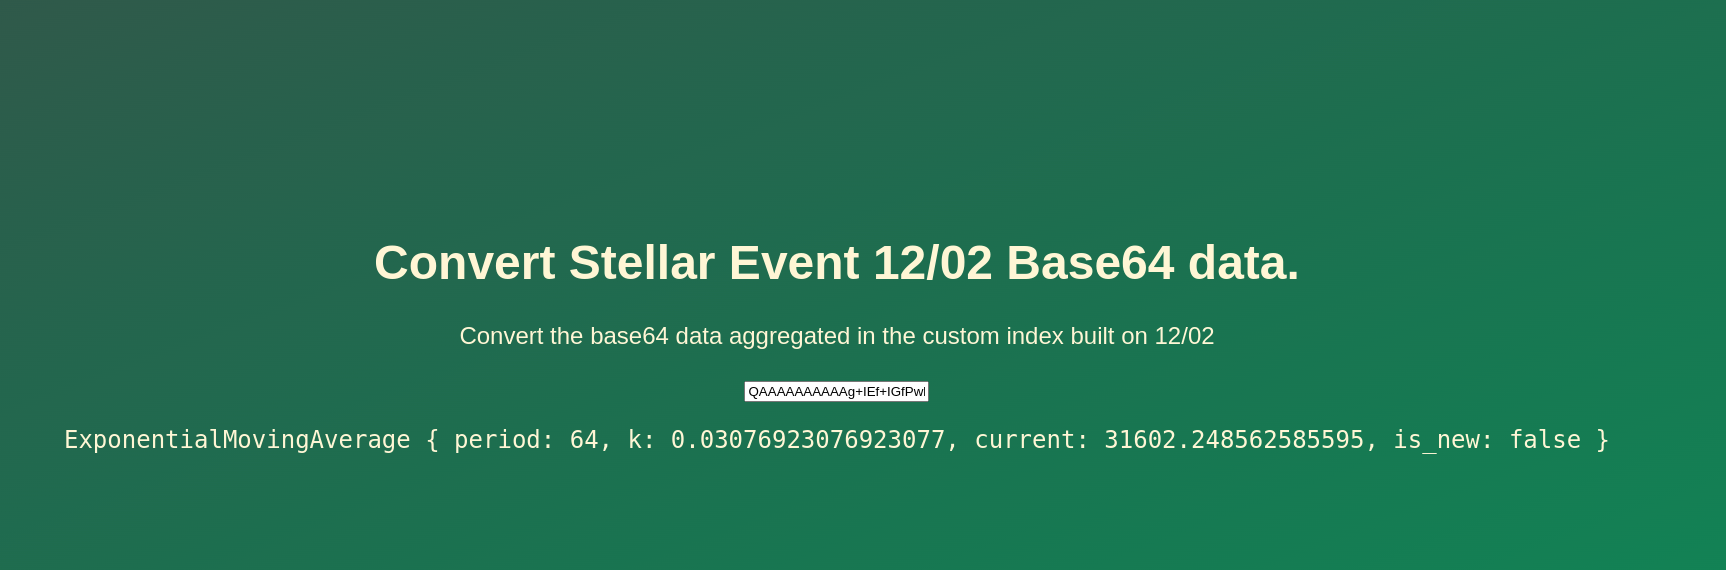 Convert Stellar Event 12/02 Base64 data.
Convert the base64 data aggregated in the custom index built on 12/02
QAAAAAAAAAAg+IEf+IGfPwl
ExponentialMovingAverage { period: 64, k: 0.03076923076923077, current: 31602.248562585595, is_new: false }